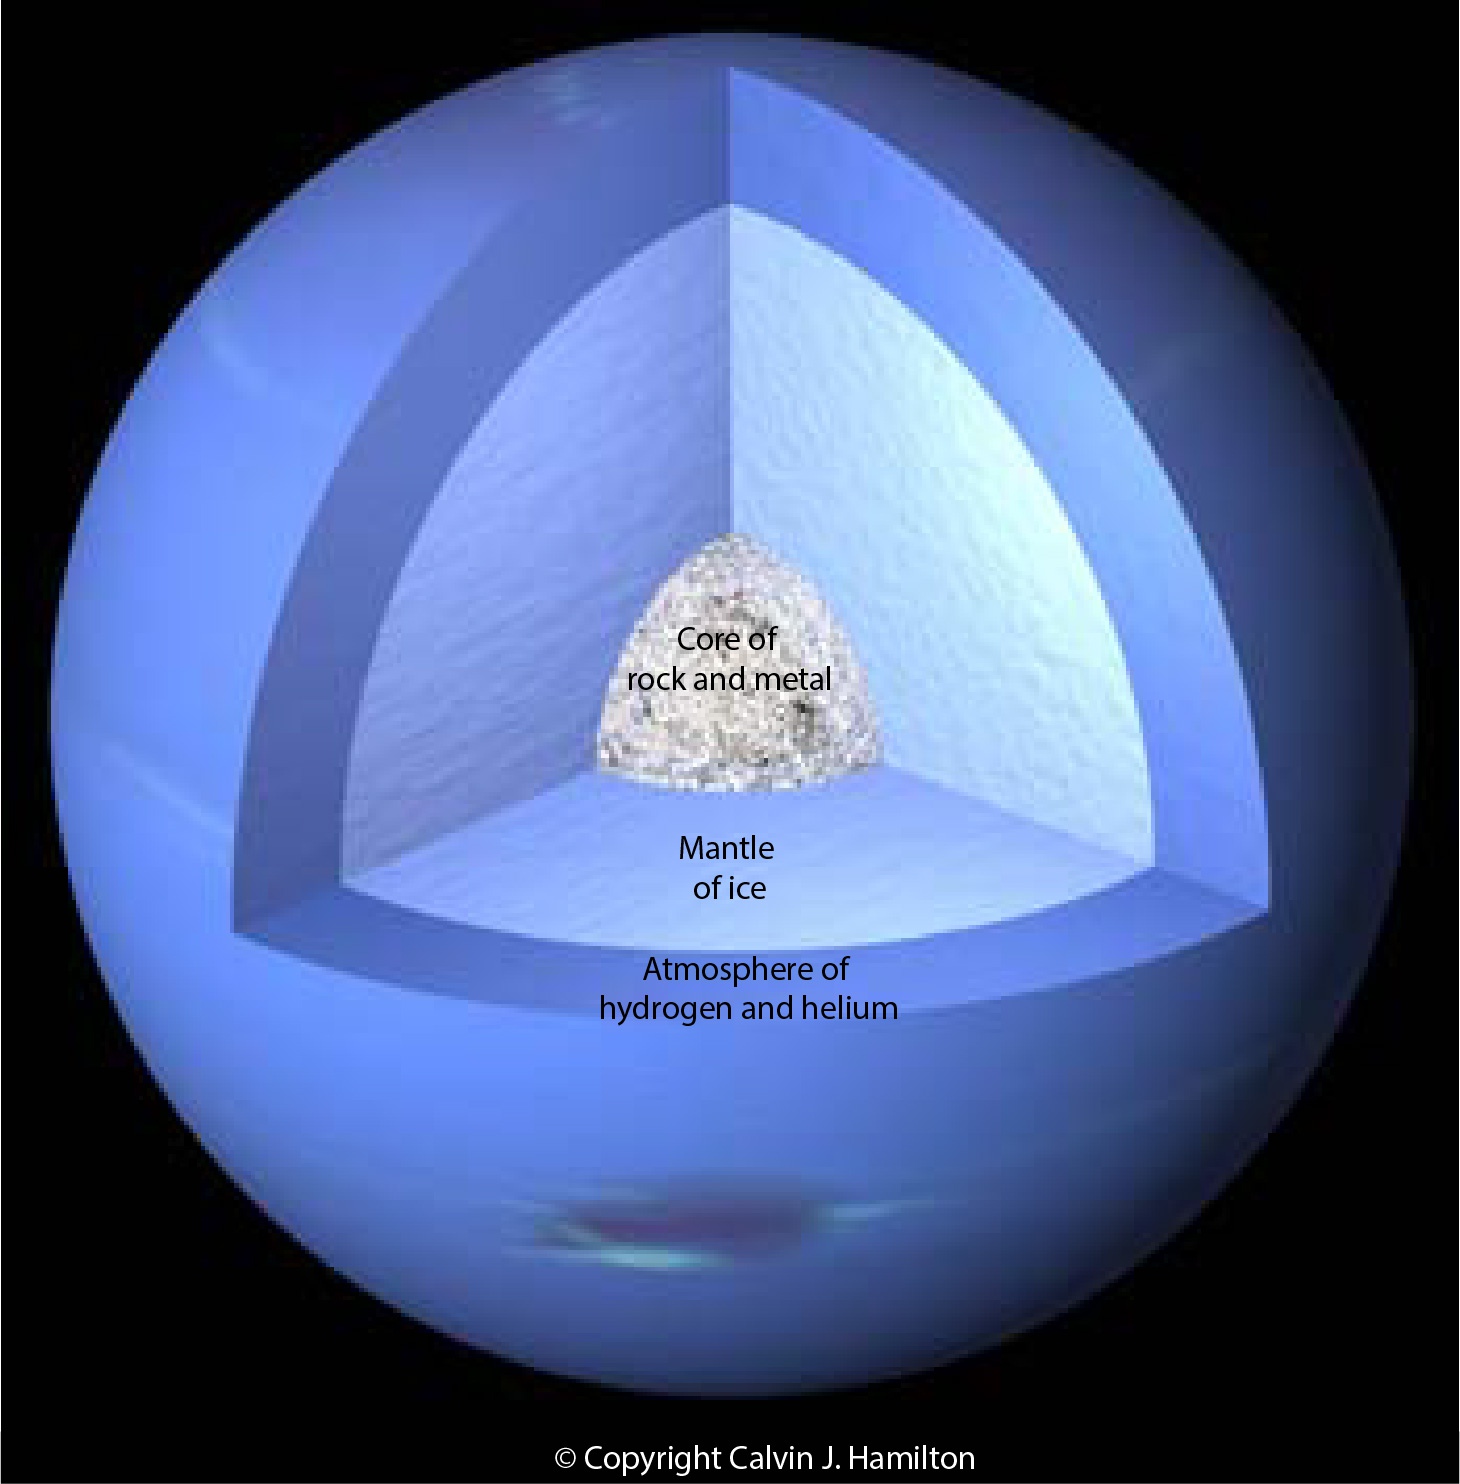 Core of
rock and metal
Mantle
of ice
Atmosphere of
hydrogen and helium
© Copyright Calvin J. Hamilton